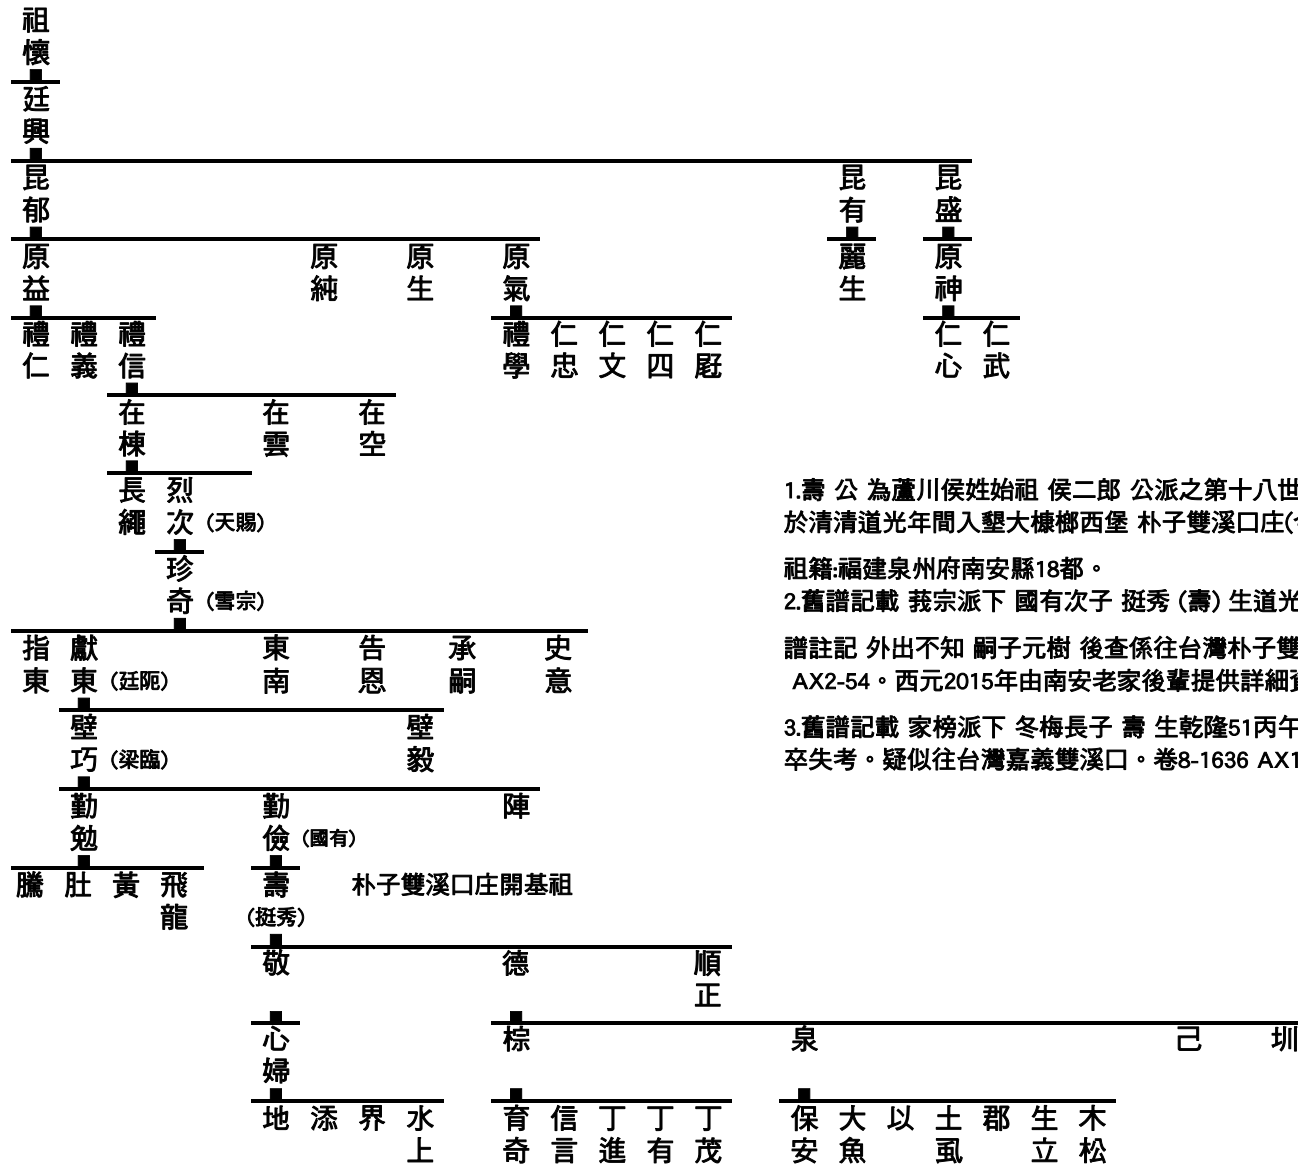 祖懷
廷興
昆郁 昆有 昆盛
原益 原純 原生 原氣 麗生 原神
禮仁 禮義 禮信 禮學 仁忠 仁文 仁四 仁 仁心 仁武
在棟 在雲 在空
長繩 烈次 (天賜)
珍奇 (雪宗)
指東 獻東 (廷阨) 東南 告恩 承嗣 史意
壁巧 (梁臨) 壁毅
勤勉 勤儉 (國有) 陣
騰 肚 黃 飛龍 壽 (挺秀) 朴子雙溪口庄開基祖
敬 德 順正
心婦 棕 泉 己 圳
地 添 界 水上 育奇 信言 丁進 丁有 丁茂 保安 大魚 以 土虱 郡 生立 木松
1.壽 公 為蘆川侯姓始祖 侯二郎 公派之第十八世
於清清道光年間入墾大槺榔西堡 朴子雙溪口庄(
祖籍:福建泉州府南安縣18都。
2.舊譜記載 莪宗派下 國有次子 挺秀 (壽) 生道光
譜註記 外出不知 嗣子元樹 後查係往台灣朴子雙
AX2-54。西元2015年由南安老家後輩提供詳細
3.舊譜記載 家榜派下 冬梅長子 壽 生乾隆51丙午
卒失考。疑似往台灣嘉義雙溪口。卷8-1636 AX1